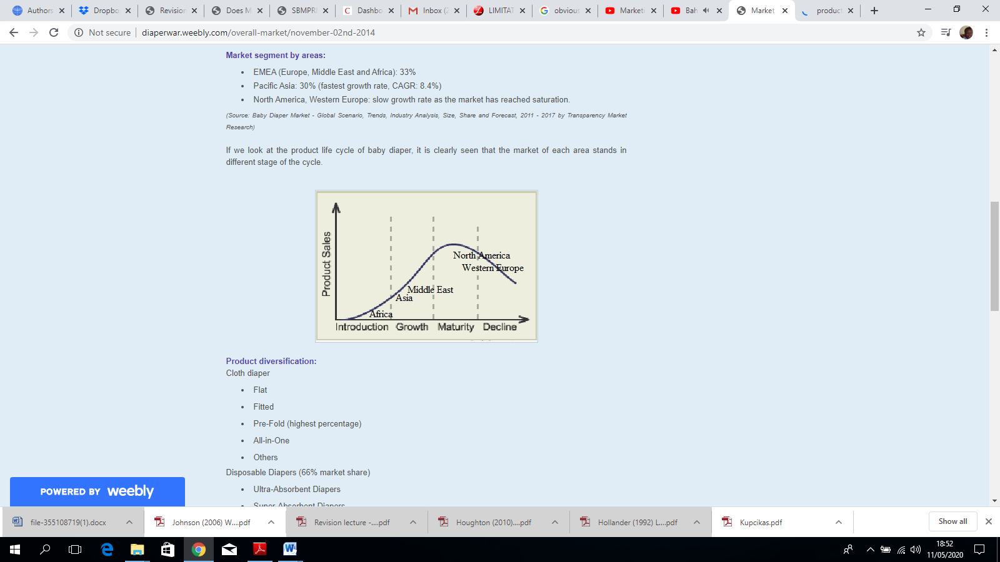 Authors
Dropbo
Revision
Does M
SBMPRI
Dashbo
Inbox (2
LIMITAT
obvious
Marketi
Bah
Market
product
Not secure
diaperwar.weebly.com/overall-market/november-02nd-2014
Market segment by areas:
EMEA (Europe, Middle East and Africa): 33%
Pacific Asia: 30% (fastest growth rate, CAGR: 8.4%)
North America, Western Europe: slow growth rate as the market has reached saturation.
(Source: Baby Diaper Market - Global Scenario, Trends, Industry Analysis, Size, Share and Forecast, 2011 - 2017 by Transparency Market
Research)
If we look at the product life cycle of baby diaper, it is clearly seen that the market of each area stands in
different stage of the cycle.
Product Sales
North America
Western Europe
Middle East
Asia
Africa
Introduction Growth Maturity Decline
Product diversification:
Cloth diaper
Flat
Fitted
Pre-Fold (highest percentage)
All-in-One
Others
Disposable Diapers (66% market share)
Ultra-Absorbent Diapers
Super-Absorbent Diapers
POWERED BY weebly
file-355108719(1).docx
Johnson (2006) W....pdf
Revision lecture -....pdf
Houghton (2010)....pdf
Hollander (1992) L....pdf
Kupcikas.pdf
Show all
18:52
11/05/2020